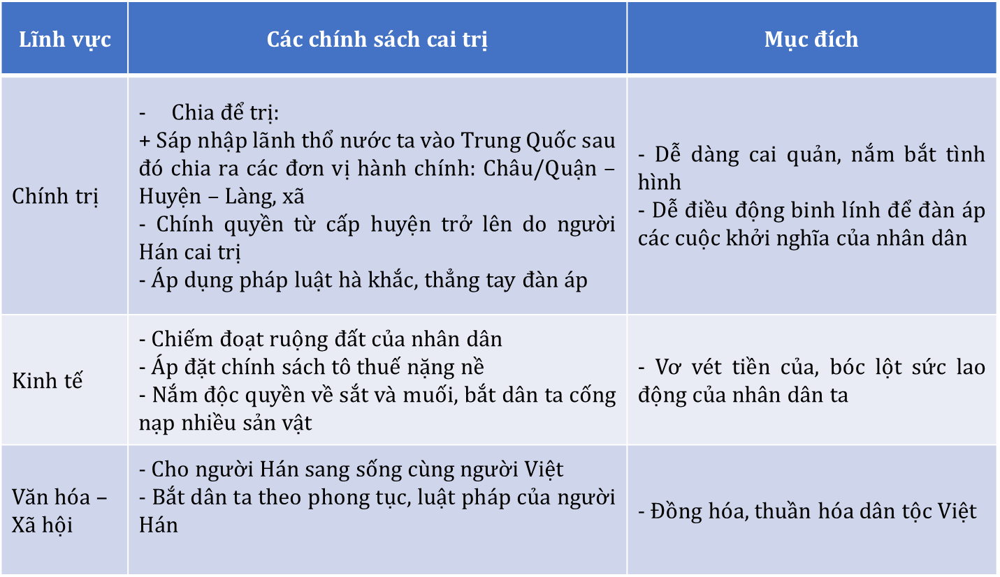 Lĩnh vực
Các chính sách cai trị
Mục đích
Chính trị
- Chia để trị:
+ Sáp nhập lãnh thổ nước ta vào Trung Quốc sau
đó chia ra các đơn vị hành chính: Châu/Quận –
Huyện – Làng, xã
- Chính quyền từ cấp huyện trở lên do người
Hán cai trị
- Áp dụng pháp luật hà khắc, thẳng tay đàn áp
- Dễ dàng cai quản, nắm bắt tình
hình
- Dễ điều động binh lính để đàn áp
các cuộc khởi nghĩa của nhân dân
Kinh tế
- Chiếm đoạt ruộng đất của nhân dân
- Áp đặt chính sách tô thuế nặng nề
- Nắm độc quyền về sắt và muối, bắt dân ta cống
nạp nhiều sản vật
- Vơ vét tiền của, bóc lột sức lao
động của nhân dân ta
Văn hóa –
Xã hội
- Cho người Hán sang sống cùng người Việt
- Bắt dân ta theo phong tục, luật pháp của người
Hán
- Đồng hóa, thuần hóa dân tộc Việt